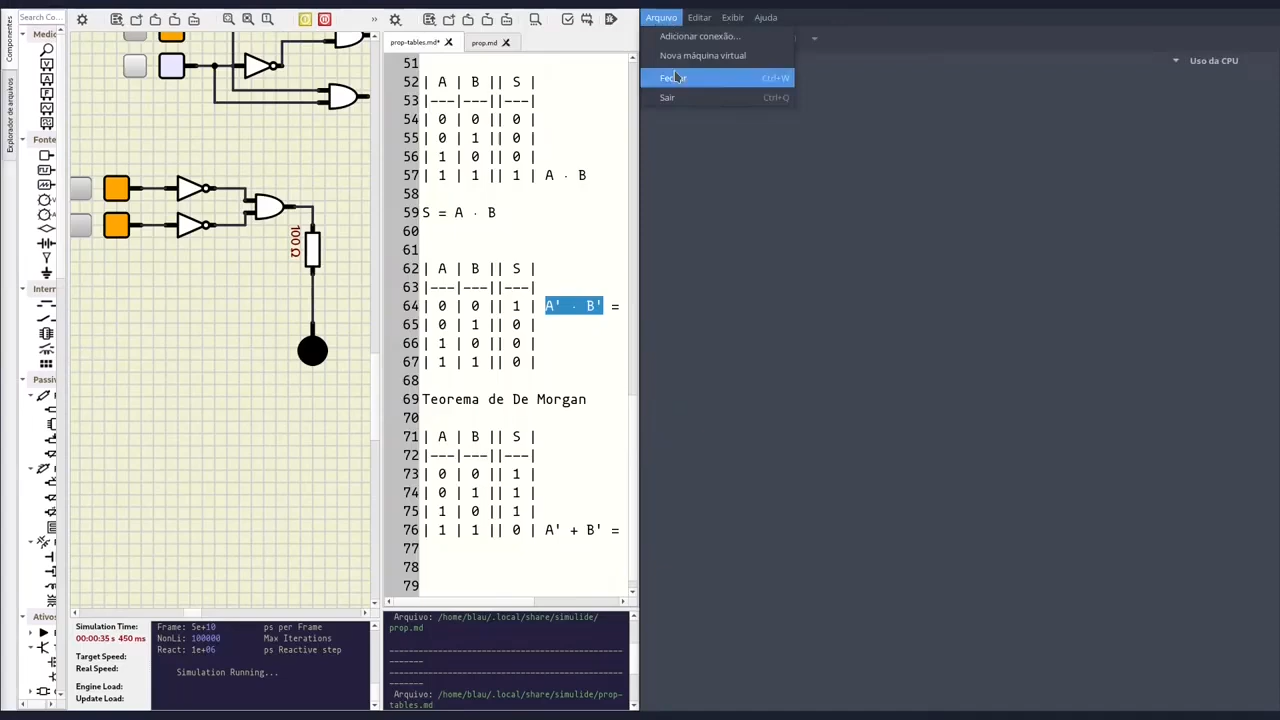 Componentes
Explorador de arquivos
Search Co...
Medic
Fonte
Interr
Passiv
Ativos
»
100Ω
prop-tables.md*
prop.md
51
52 | A | B || S |
53 |---|---||---|
54 | 0 | 0 || 0 |
55 | 0 | 1 || 0 |
56 | 1 | 0 || 0 |
57 | 1 | 1 || 1 | A · B
58
59 S = A · B
60
61
62 | A | B || S |
63 |---|---||---|
64 | 0 | 0 || 1 | A' · B' =
65 | 0 | 1 || 0 |
66 | 1 | 0 || 0 |
67 | 1 | 1 || 0 |
68
69 Teorema de De Morgan
70
71 | A | B || S |
72 |---|---||---|
73 | 0 | 0 || 1 |
74 | 0 | 1 || 1 |
75 | 1 | 0 || 1 |
76 | 1 | 1 || 0 | A' + B' =
77
78
79
Simulation Time:
00:00:35 s 450 ms
Target Speed:
Real Speed:
Engine Load:
Update Load:
Frame: 5e+10 ps per Frame
NonLi: 100000 Max Iterations
React: 1e+06 ps Reactive step
Simulation Running...
Arquivo: /home/blau/.local/share/simulide/
prop.md
Arquivo: /home/blau/.local/share/simulide/prop-
tables.md
Arquivo Editar Exibir Ajuda
Adicionar conexão...
Nova máquina virtual
Fechar Ctrl+W
Sair Ctrl+Q
Uso da CPU